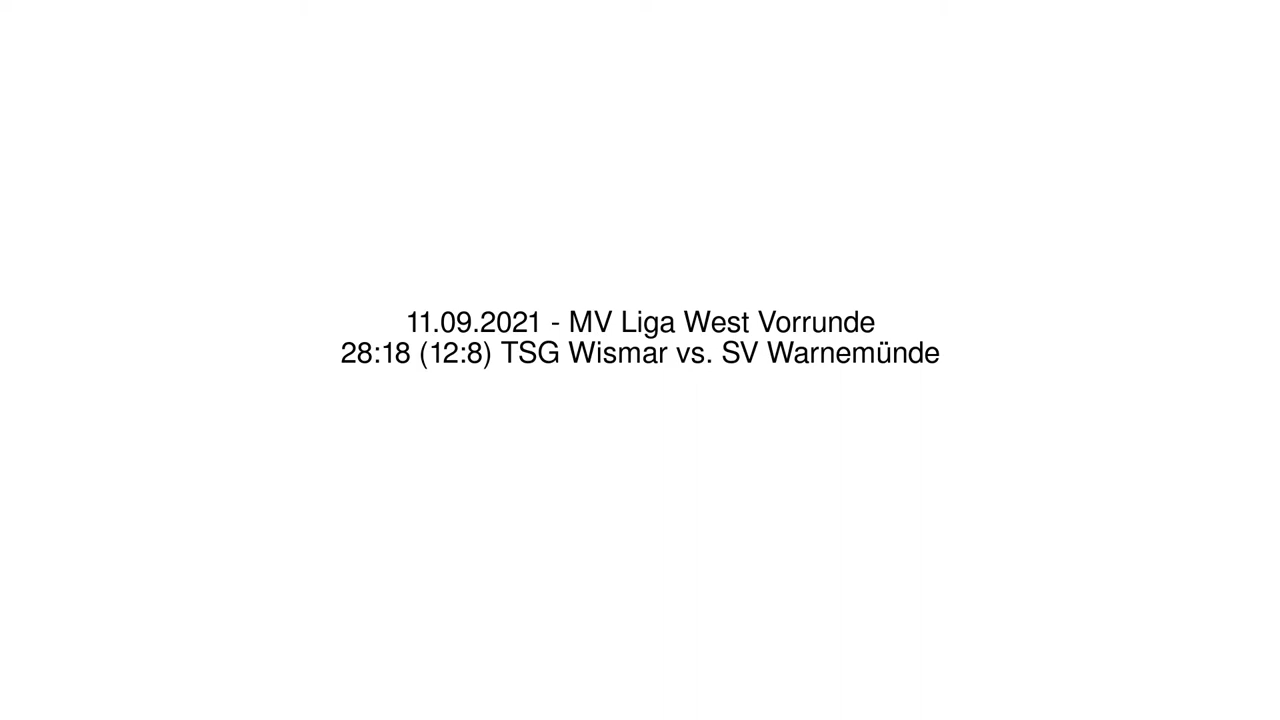 11.09.2021 - MV Liga West Vorrunde
28:18 (12:8) TSG Wismar vs. SV Warnemünde